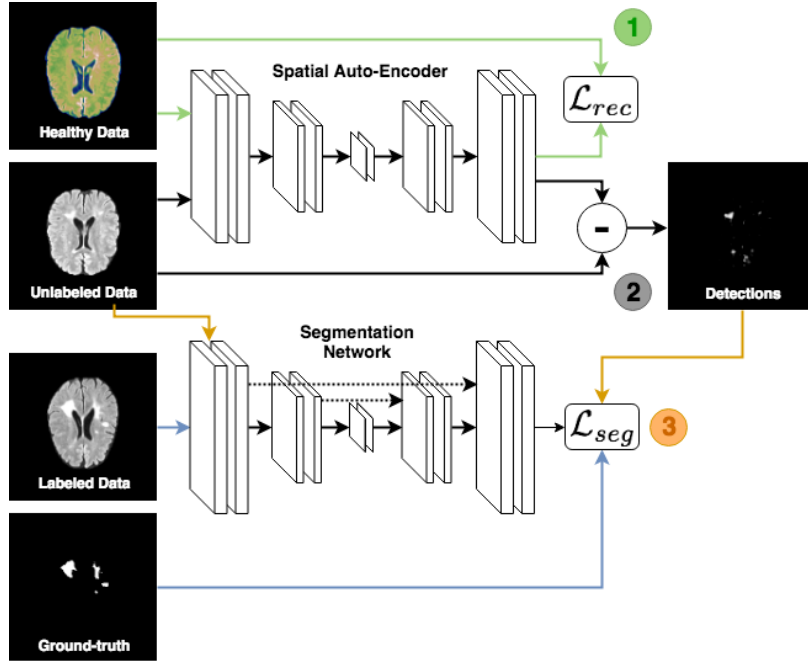 1
Spatial Auto-Encoder
ℒrec
Healthy Data
Unlabeled Data
-
2
Detections
Segmentation
Network
ℒseg
3
Labeled Data
Ground-truth